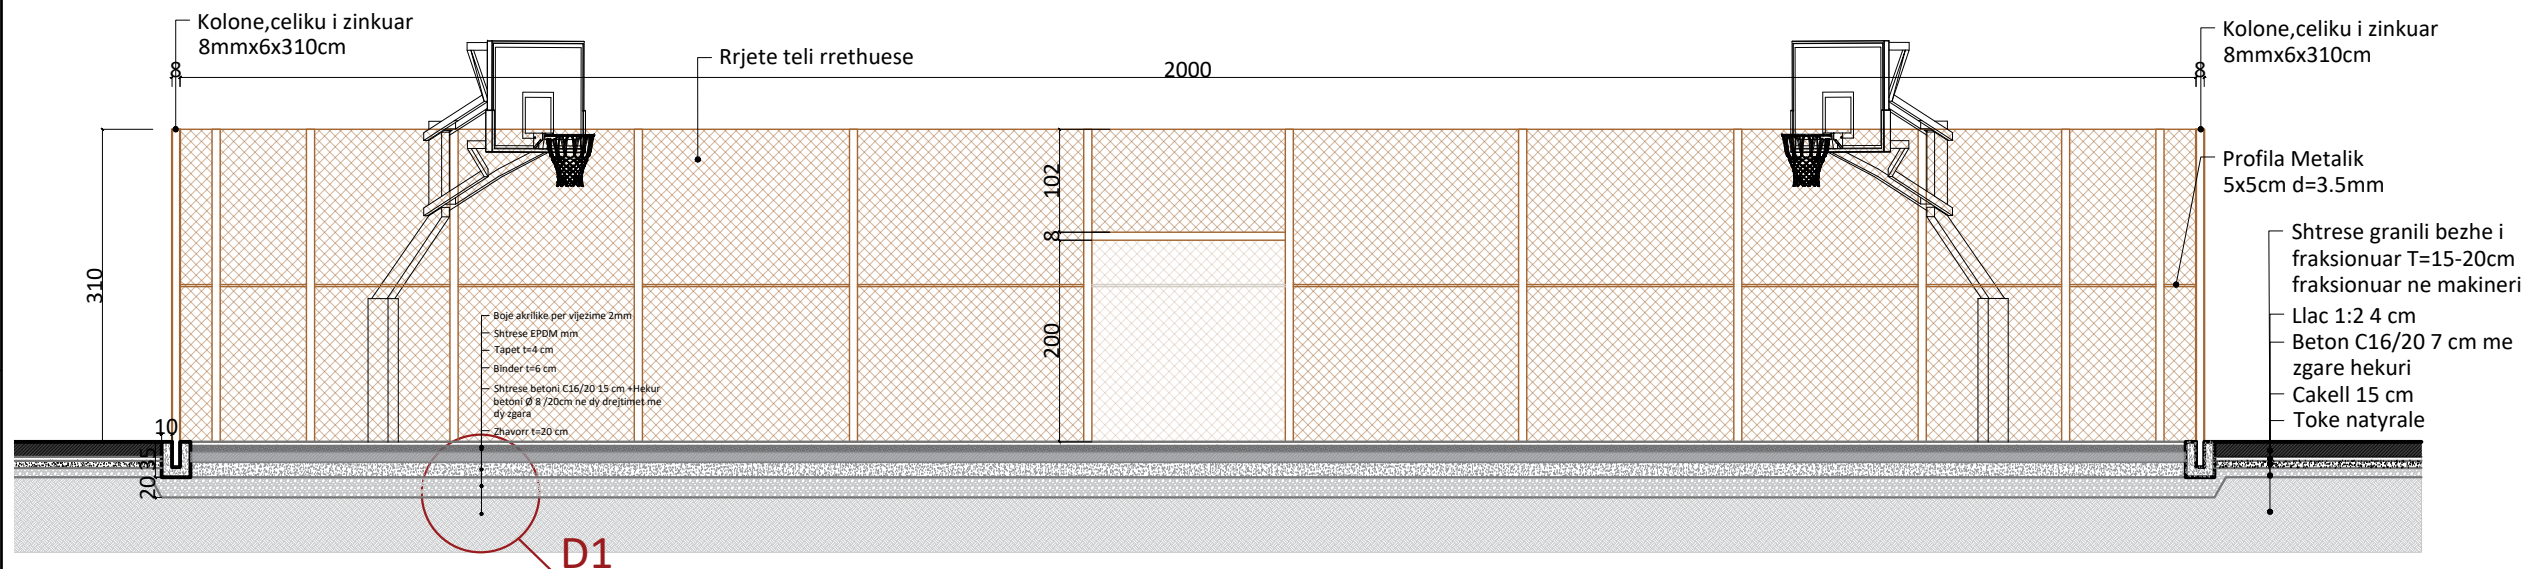 Kolone,celiku i zinkuar
8mmx6x310cm
Rrjete teli rrethuese
8
2000
8
Kolone,celiku i zinkuar
8mmx6x310cm
Profila Metalik
5x5cm d=3.5mm
102
8
200
310
Shtrese granili bezhe i
fraksionuar T=15-20cm
fraksionuar ne makineri
Llac 1:2 4 cm
Beton C16/20 7 cm me
zgare hekuri
Cakell 15 cm
Toke natyrale
Boje akrilike per vijezime 2mm
Shtrese EPDM mm
Tapet t=4 cm
Binder t=6 cm
Shtrese betoni C16/20 15 cm +Hekur
betoni Ø 8 /20cm ne dy drejtimet me
dy zgara
Zhavorr t=20 cm
10
35
20
D1